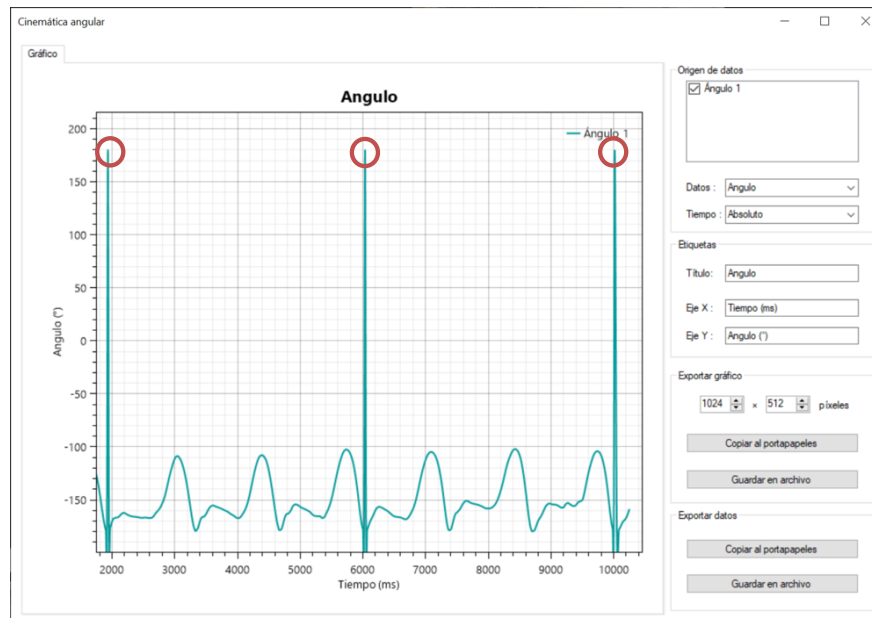 Cinemática angular
Gráfico
Angulo
Ángulo 1
200
150
100
50
0
-50
-100
-150
Angulo (°)
2000 3000 4000 5000 6000 7000 8000 9000 10000
Tiempo (ms)
Origen de datos
Ángulo 1
Datos : Angulo
Tiempo : Absoluto
Etiquetas
Título: Angulo
Eje X : Tiempo (ms)
Eje Y : Angulo (°)
Exportar gráfico
1024 × 512 píxeles
Copiar al portapapeles
Guardar en archivo
Exportar datos
Copiar al portapapeles
Guardar en archivo